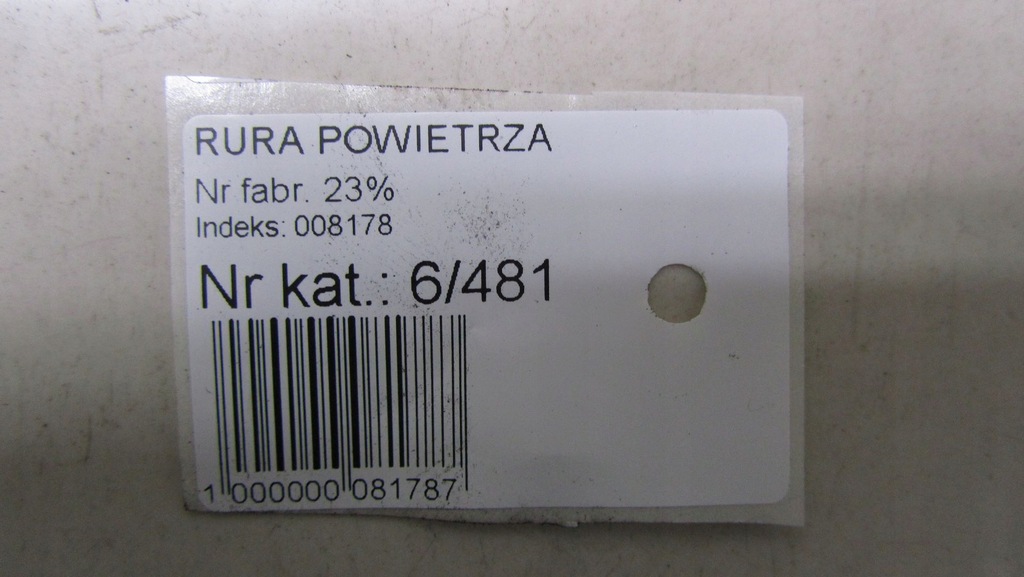 RURA POWIETRZA
Nr fabr. 23%
Indeks: 008178
Nr kat.: 6/481
1 000000 081787